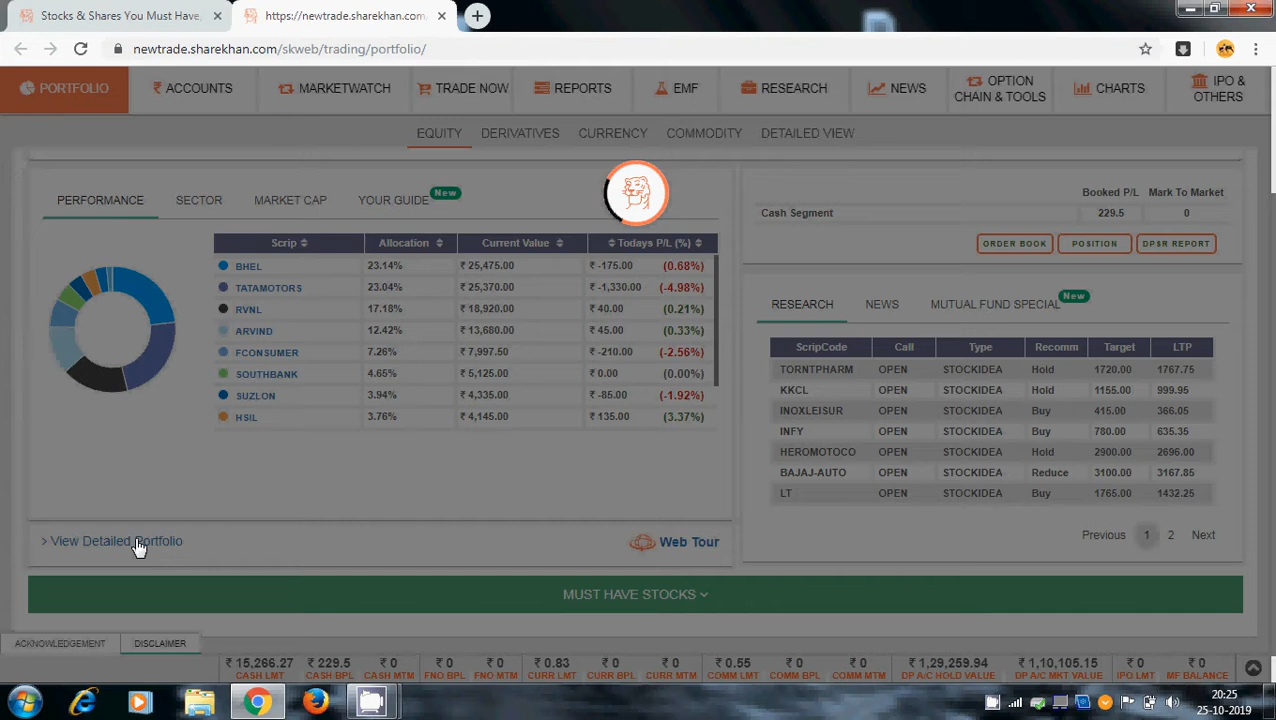 Stocks & Shares You Must Have
https://newtrade.sharekhan.com
newtrade.sharekhan.com/skweb/trading/portfolio/
PORTFOLIO
ACCOUNTS
MARKETWATCH
TRADE NOW
REPORTS
EMF
RESEARCH
NEWS
OPTION CHAIN & TOOLS
CHARTS
IPO & OTHERS
EQUITY DERIVATIVES CURRENCY COMMODITY DETAILED VIEW
PERFORMANCE SECTOR MARKET CAP YOUR GUIDE New
Scrip Allocation Current Value Todays P/L (%)
BHEL 23.14% ₹ 25,475.00 ₹ -175.00 (0.68%)
TATAMOTORS 23.04% ₹ 25,370.00 ₹ -1,330.00 (-4.98%)
RVNL 17.18% ₹ 18,920.00 ₹ 40.00 (0.21%)
ARVIND 12.42% ₹ 13,680.00 ₹ 45.00 (0.33%)
FCONSUMER 7.26% ₹ 7,997.50 ₹ -210.00 (-2.56%)
SOUTHBANK 4.65% ₹ 5,125.00 ₹ 0.00 (0.00%)
SUZLON 3.94% ₹ 4,335.00 ₹ -85.00 (-1.92%)
HSIL 3.76% ₹ 4,145.00 ₹ 135.00 (3.37%)
> View Detailed Portfolio
Web Tour
Booked P/L Mark To Market
Cash Segment 229.5 0
ORDER BOOK POSITION DPSR REPORT
RESEARCH NEWS MUTUAL FUND SPECIAL New
ScripCode Call Type Recomm Target LTP
TORNTPHARM OPEN STOCKIDEA Hold 1720.00 1767.75
KKCL OPEN STOCKIDEA Hold 1155.00 999.95
INOXLEISUR OPEN STOCKIDEA Buy 415.00 366.05
INFY OPEN STOCKIDEA Buy 780.00 635.35
HEROMOTOCO OPEN STOCKIDEA Hold 2900.00 2696.00
BAJAJ-AUTO OPEN STOCKIDEA Reduce 3100.00 3167.85
LT OPEN STOCKIDEA Buy 1765.00 1432.25
Previous 1 2 Next
MUST HAVE STOCKS
ACKNOWLEDGEMENT DISCLAIMER
₹ 15,266.27 ₹ 229.5 ₹ 0 ₹ 0 ₹ 0 ₹ 0.83 ₹ 0 ₹ 0 ₹ 0.55 ₹ 0 ₹ 0 ₹ 1,29,259.94 ₹ 1,10,105.15 ₹ 0 ₹ 0
CASH LMT CASH BPL CASH MTM FNO BPL FNO MTM CURR LMT CURR BPL CURR MTM COMM LMT COMM BPL COMM MTM DP A/C HOLD VALUE DP A/C MKT VALUE IPO LMT MF BALANCE
20:25
25-10-2019